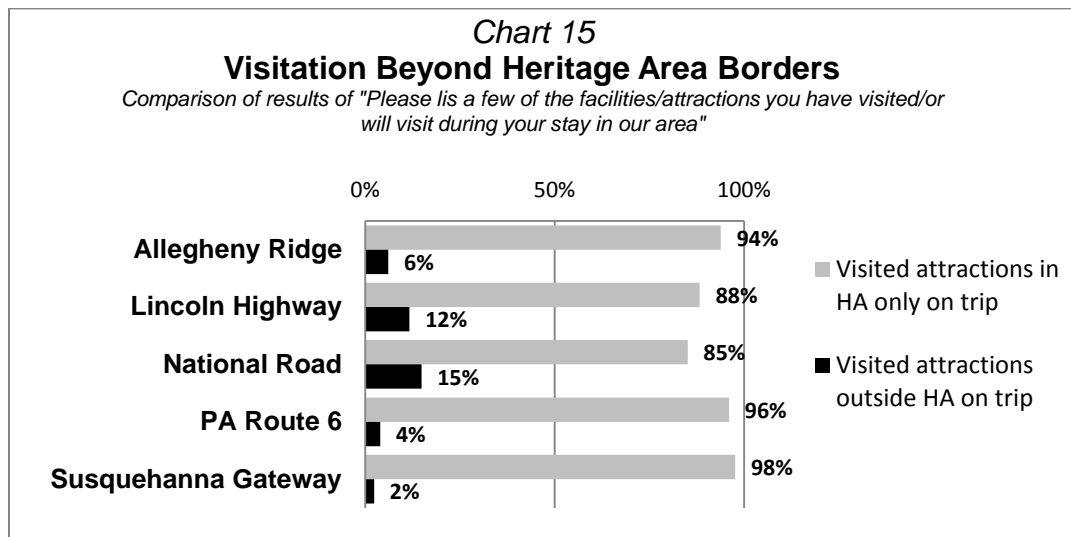 Chart 15
Visitation Beyond Heritage Area Borders
Comparison of results of "Please lis a few of the facilities/attractions you have visited/or
will visit during your stay in our area"
0% 50% 100%
Allegheny Ridge 94%
6%
Lincoln Highway 88%
12%
National Road 85%
15%
PA Route 6 96%
4%
Susquehanna Gateway 98%
2%
Visited attractions in
HA only on trip
Visited attractions
outside HA on trip